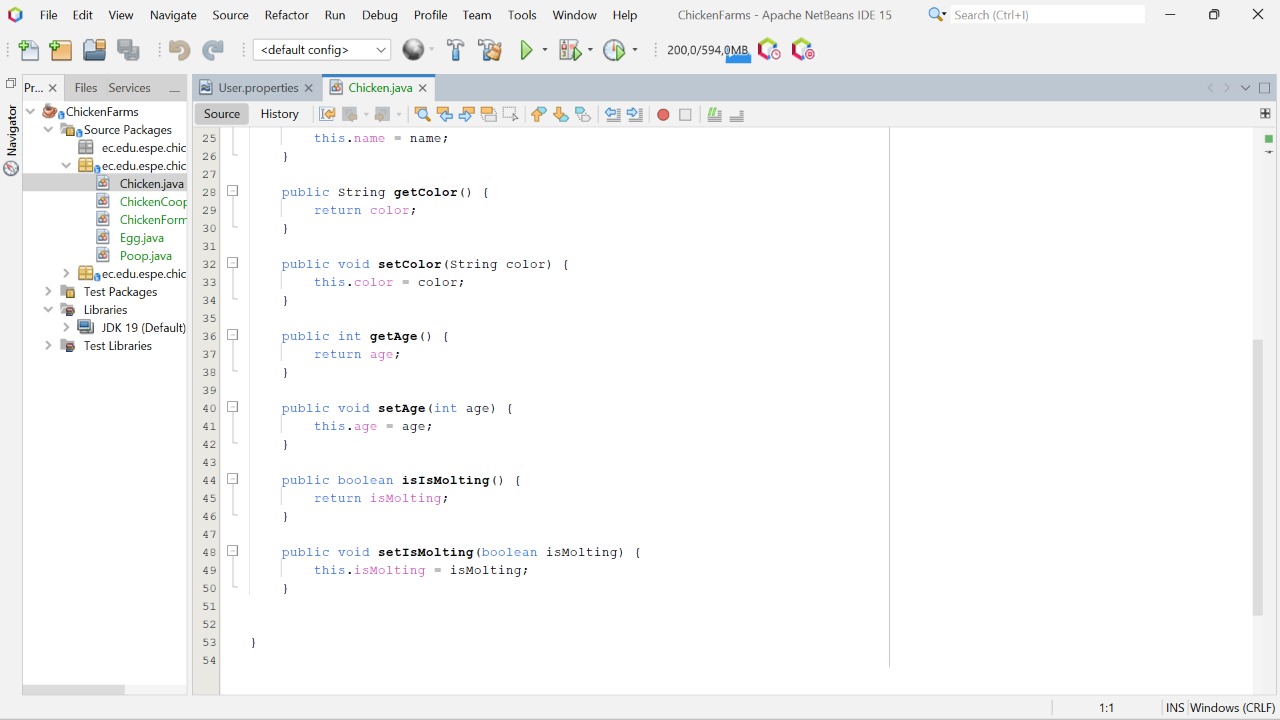 File Edit View Navigate Source Refactor Run Debug Profile Team Tools Window Help ChickenFarms - Apache NetBeans IDE 15 Search (Ctrl+I)
<default config> 200,0/594,0MB
Pr... Files Services User.properties Chicken.java
Navigator
Source History
ChickenFarms
Source Packages
ec.edu.espe.chic
ec.edu.espe.chic
Chicken.java
ChickenCoop
ChickenForm
Egg.java
Poop.java
ec.edu.espe.chic
Test Packages
Libraries
JDK 19 (Default)
Test Libraries
25 this.name = name;
26 }
27
28 public String getColor() {
29 return color;
30 }
31
32 public void setColor(String color) {
33 this.color = color;
34 }
35
36 public int getAge() {
37 return age;
38 }
39
40 public void setAge(int age) {
41 this.age = age;
42 }
43
44 public boolean isIsMolting() {
45 return isMolting;
46 }
47
48 public void setIsMolting(boolean isMolting) {
49 this.isMolting = isMolting;
50 }
51
52
53 }
54
1:1 INS Windows (CRLF)